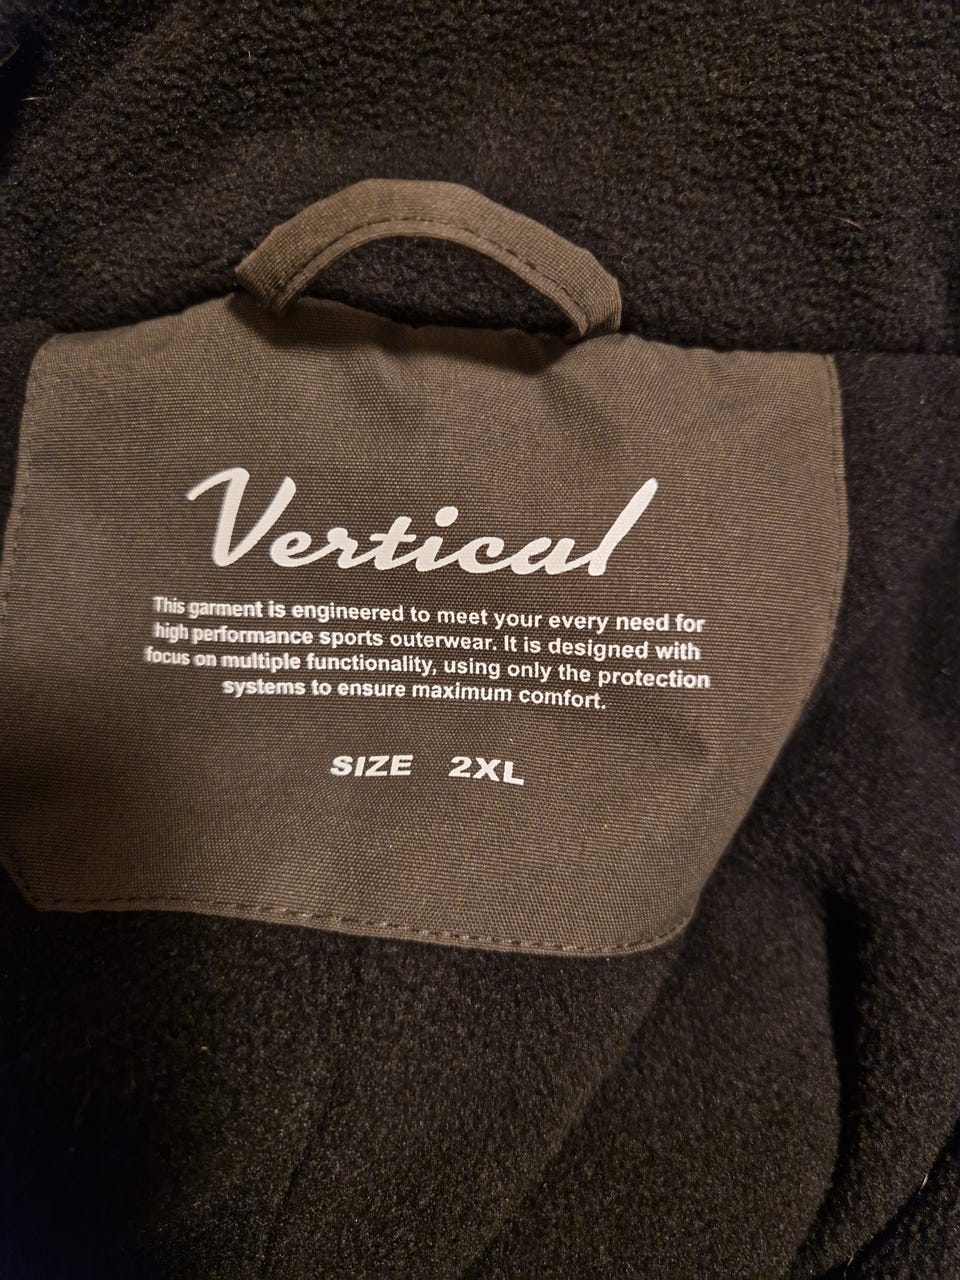 Vertical
This garment is engineered to meet your every need for
high performance sports outerwear. It is designed with
focus on multiple functionality, using only the protection
systems to ensure maximum comfort.
SIZE 2XL